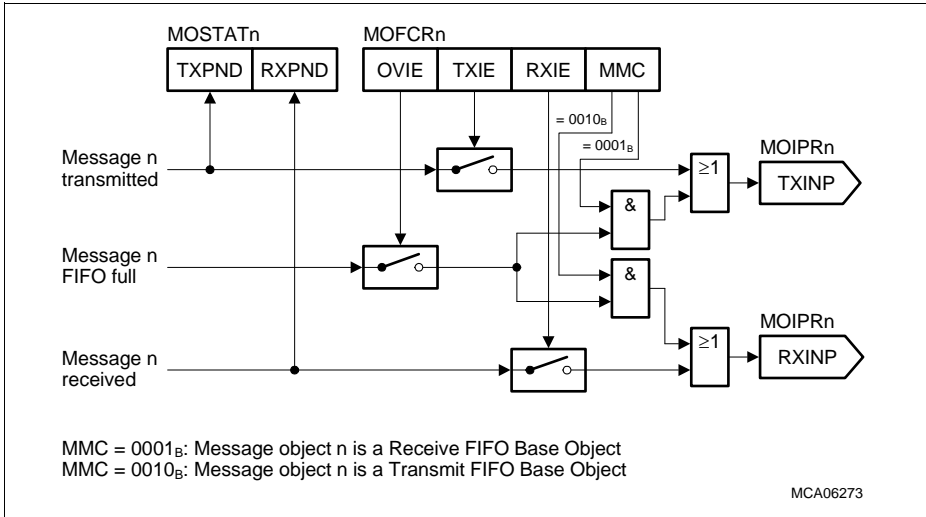 MOSTATn
MOFCRn
TXPND RXPND
OVIE TXIE RXIE MMC
= 0010B
= 0001B
Message n
transmitted
≥1
MOIPRn
TXINP
&
Message n
FIFO full
&
MOIPRn
≥1
RXINP
Message n
received
MMC = 0001B: Message object n is a Receive FIFO Base Object
MMC = 0010B: Message object n is a Transmit FIFO Base Object
MCA06273